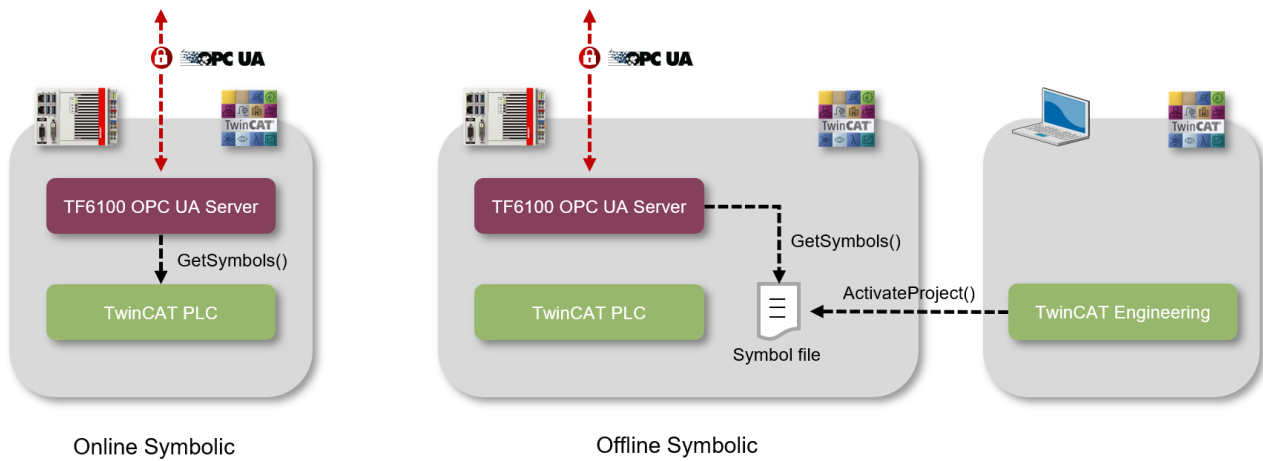 OPC UA
OPC UA
TwinCAT®
TwinCAT®
TwinCAT®
TF6100 OPC UA Server
TF6100 OPC UA Server
GetSymbols()
GetSymbols()
ActivateProject()
TwinCAT PLC
TwinCAT PLC
TwinCAT Engineering
Symbol file
Online Symbolic
Offline Symbolic